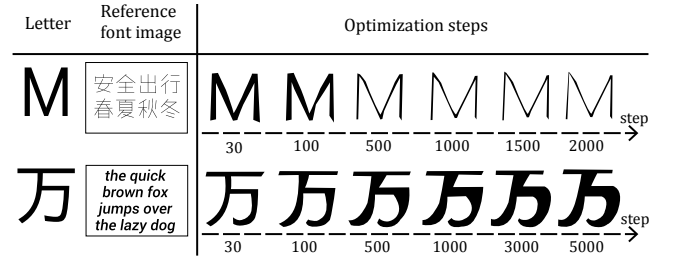 Letter
Reference
font image
Optimization steps
M
安全出行
春夏秋冬
M M M M M M
step
30 100 500 1000 1500 2000
万
the quick
brown fox
jumps over
the lazy dog
万 万 万 万 万 万
step
30 100 500 1000 3000 5000